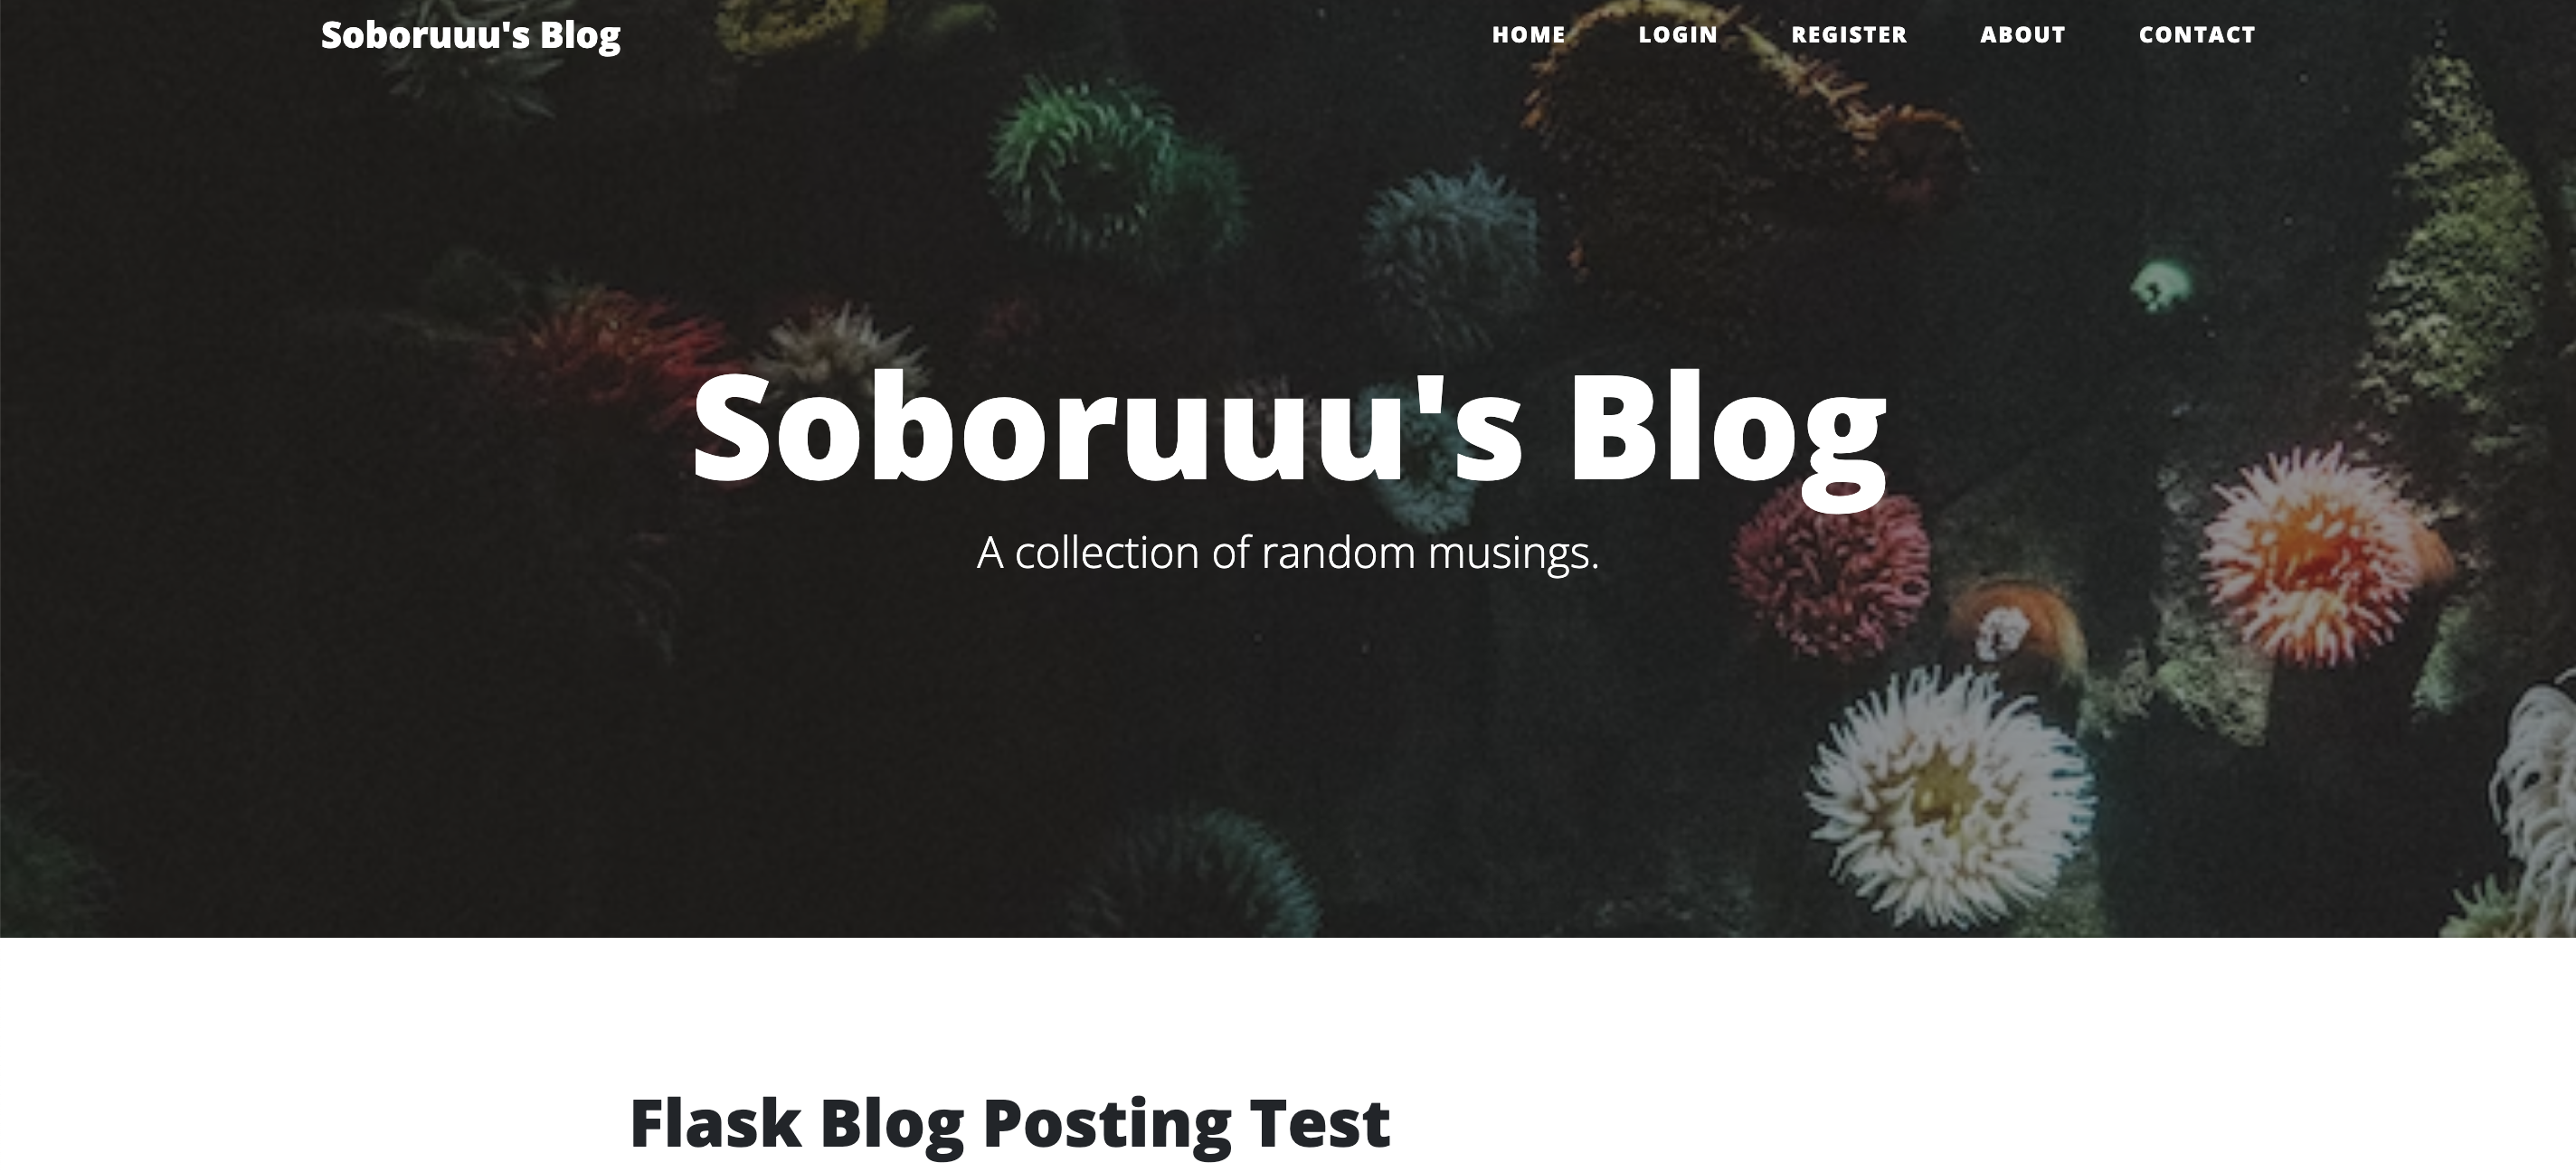 Soboruuu's Blog
HOME LOGIN REGISTER ABOUT CONTACT
Soboruuu's Blog
A collection of random musings.
Flask Blog Posting Test